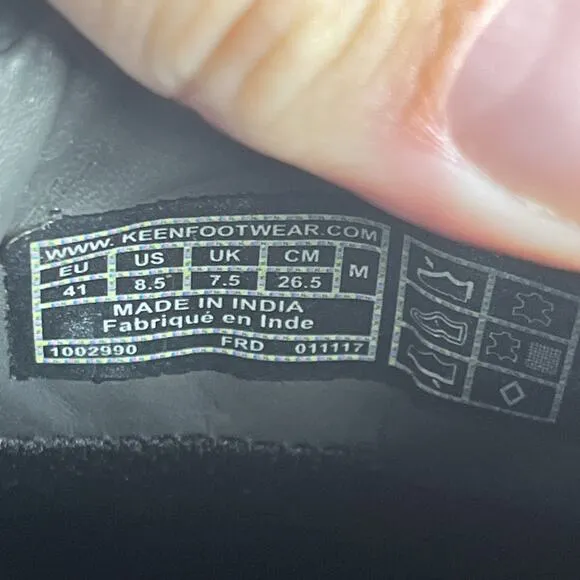 WWW. KEENFOOTWEAR.COM
EU US UK CM M
41 8.5 7.5 26.5
MADE IN INDIA
Fabriqué en Inde
1002990 FRD 011117